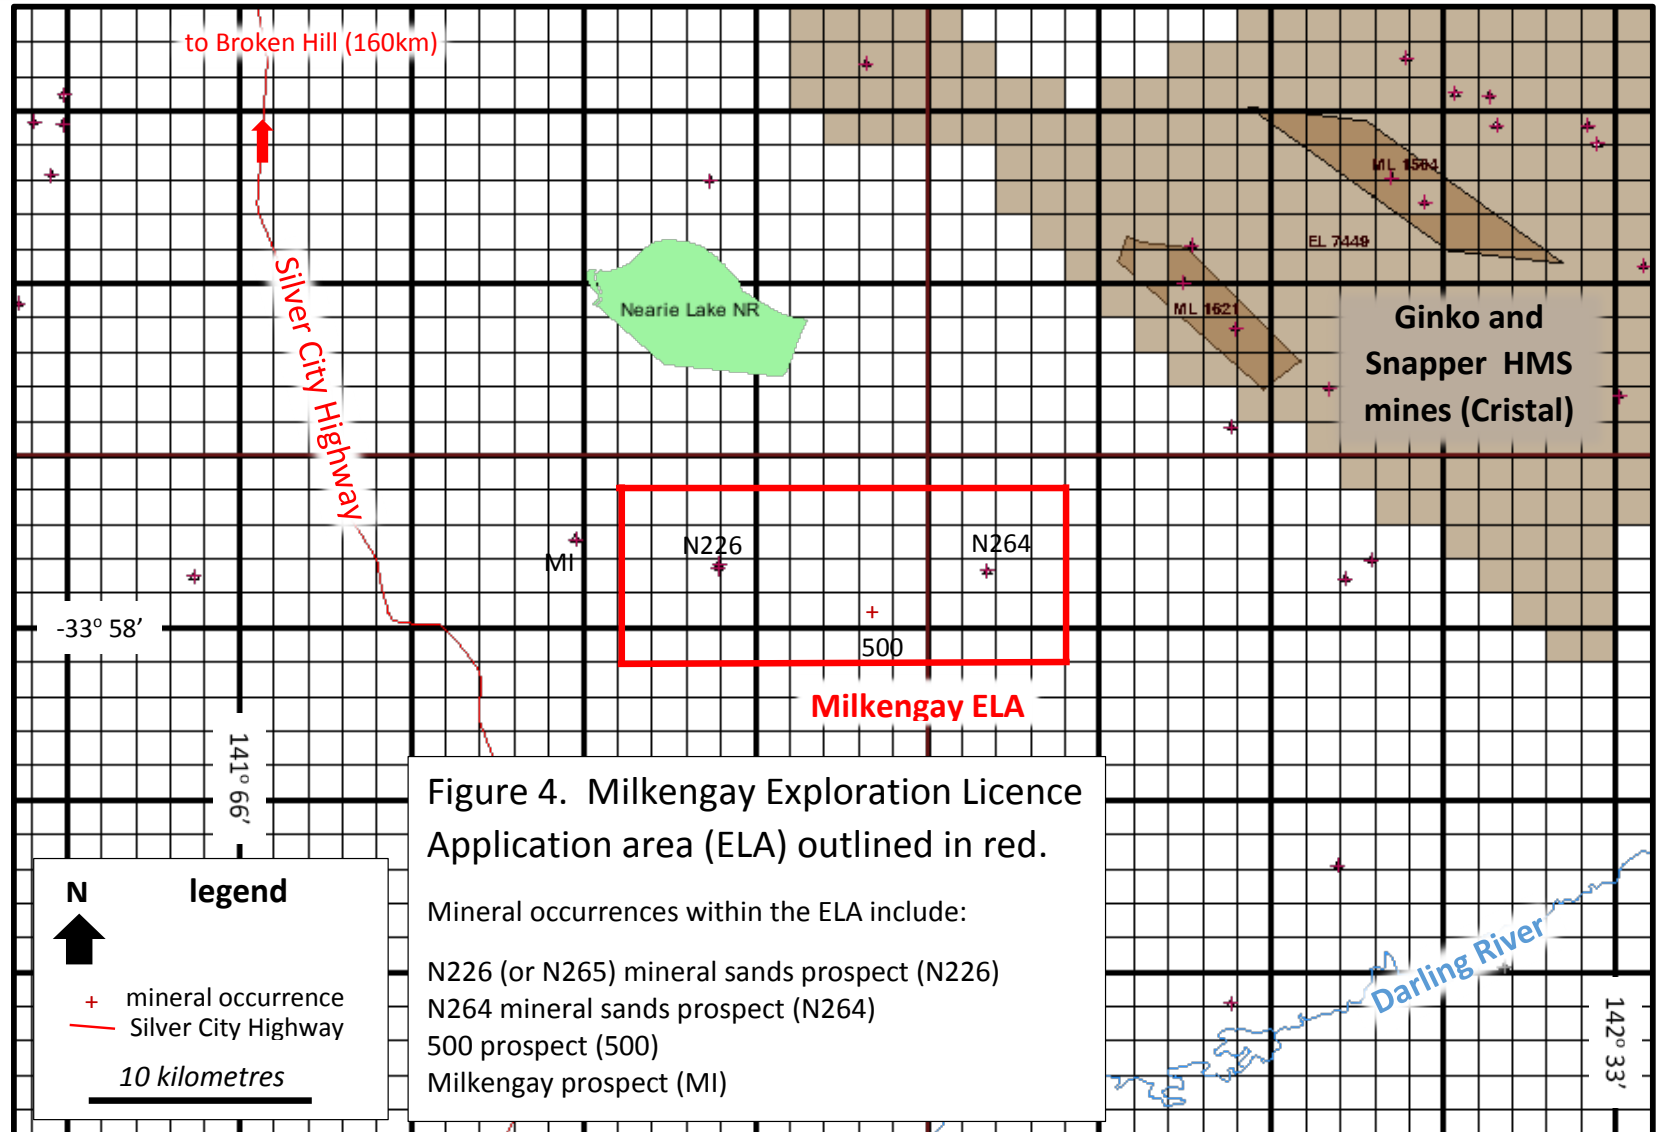 to Broken Hill (160km)
ML 1564
EL 7449
Silver City Highway
Nearie Lake NR
ML 1621
Ginko and
Snapper HMS
mines (Cristal)
MI
N226
N264
-33° 58’
500
Milkengay ELA
141° 66’
Figure 4. Milkengay Exploration Licence
Application area (ELA) outlined in red.
Mineral occurrences within the ELA include:
N226 (or N265) mineral sands prospect (N226)
N264 mineral sands prospect (N264)
500 prospect (500)
Milkengay prospect (MI)
N legend
mineral occurrence
Silver City Highway
10 kilometres
Darling River
142° 33’